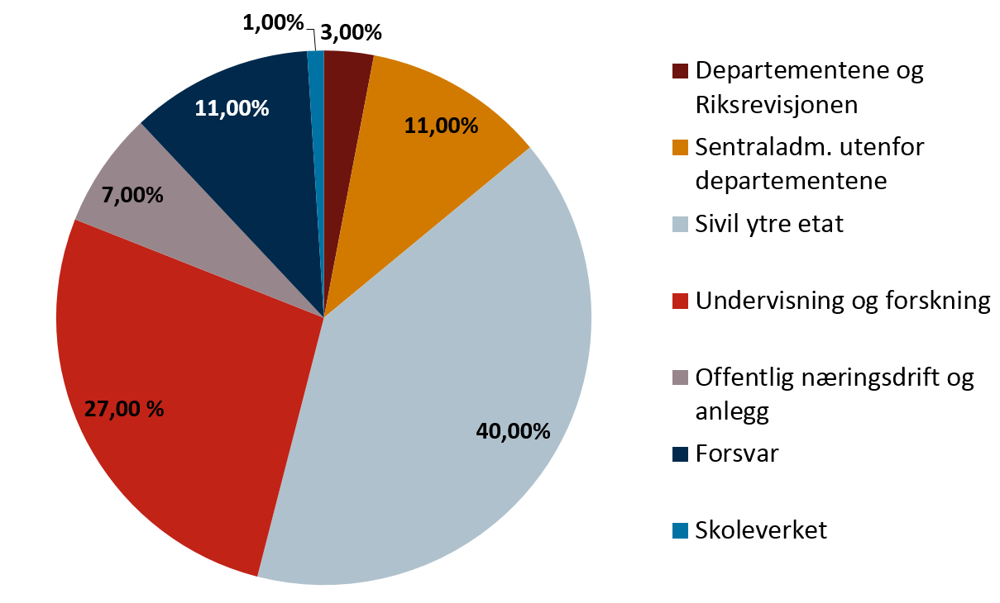 1,00%
3,00%
11,00%
11,00%
7,00%
27,00 %
40,00%
Departementene og
Riksrevisjonen
Sentraladm. utenfor
departementene
Sivil ytre etat
Undervisning og forskning
Offentlig næringsdrift og
anlegg
Forsvar
Skoleverket